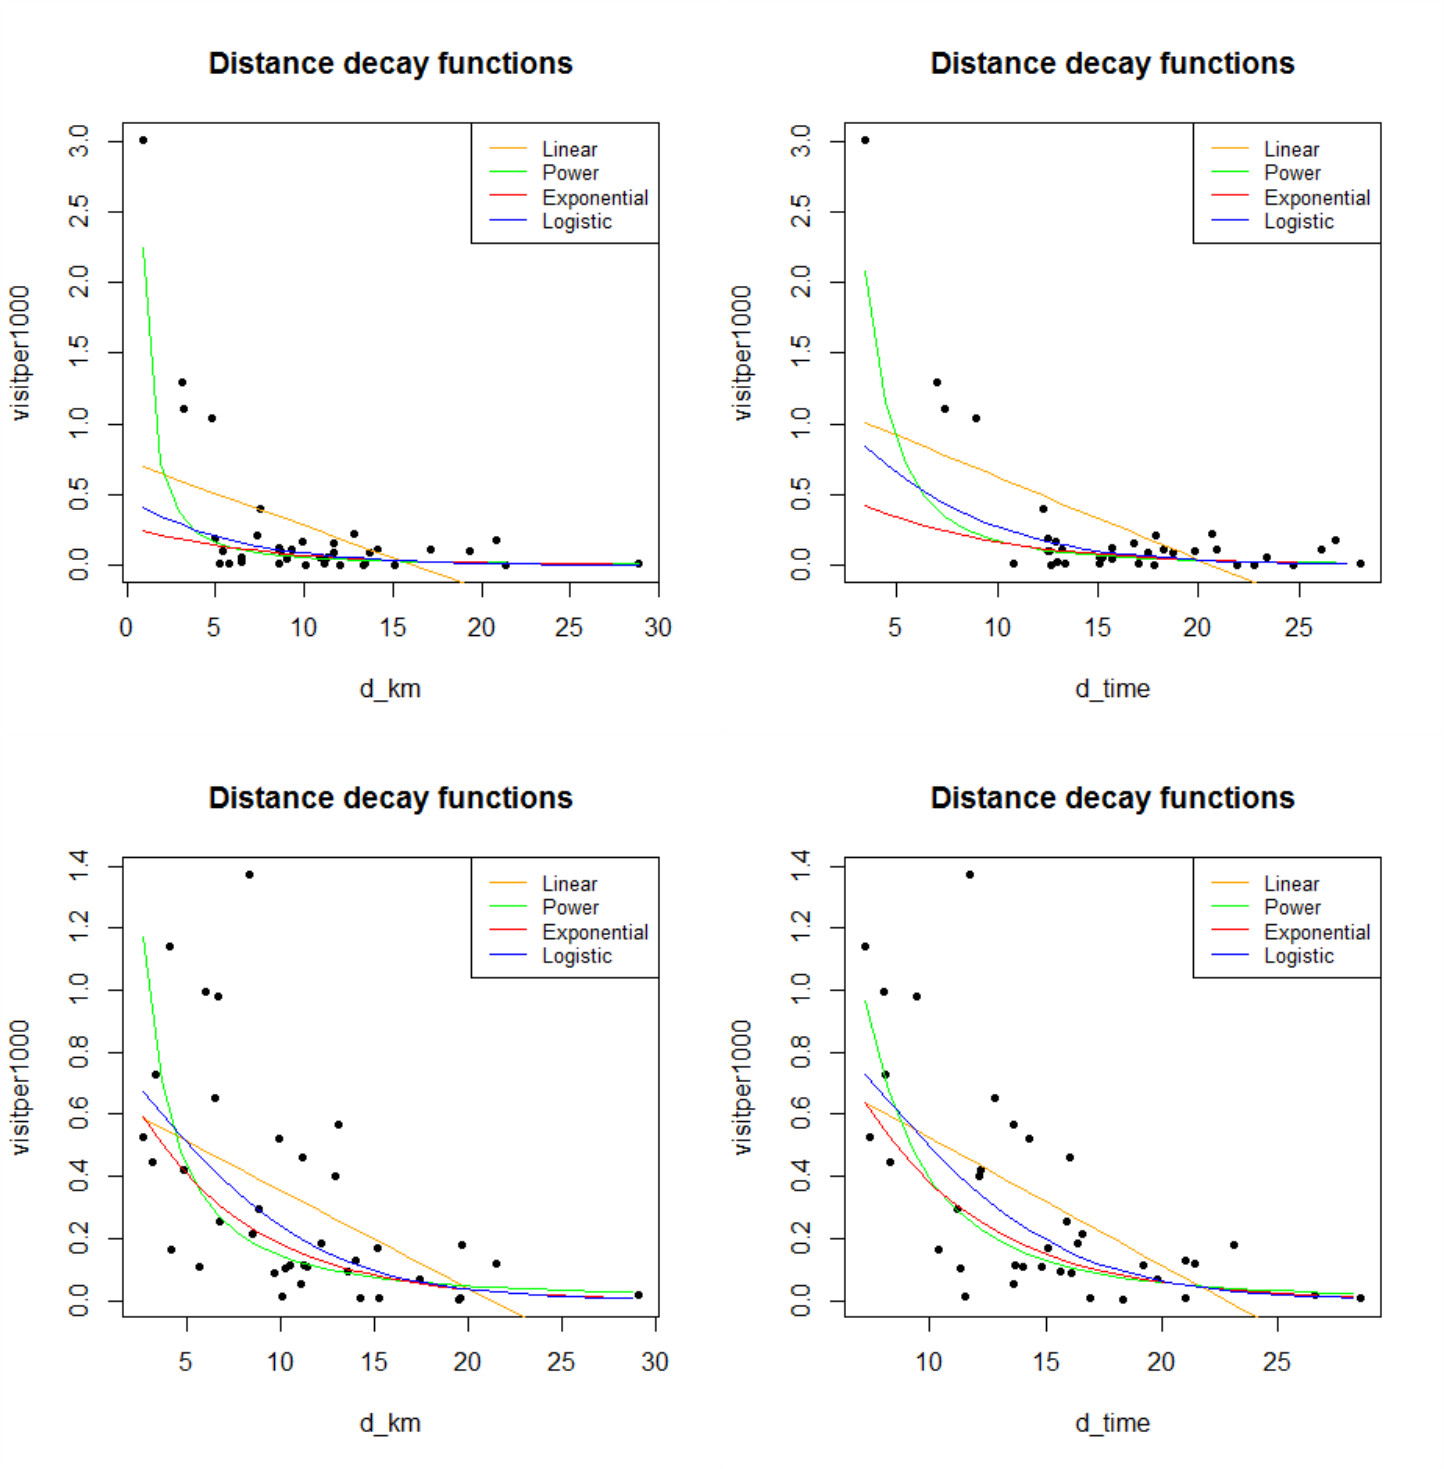 Distance decay functions
Linear
Power
Exponential
Logistic
visitper1000
0.0 0.5 1.0 1.5 2.0 2.5 3.0
0 5 10 15 20 25 30
d_km
Distance decay functions
Linear
Power
Exponential
Logistic
visitper1000
0.0 0.5 1.0 1.5 2.0 2.5 3.0
5 10 15 20 25
d_time
Distance decay functions
Linear
Power
Exponential
Logistic
visitper1000
0.0 0.2 0.4 0.6 0.8 1.0 1.2 1.4
5 10 15 20 25 30
d_km
Distance decay functions
Linear
Power
Exponential
Logistic
visitper1000
0.0 0.2 0.4 0.6 0.8 1.0 1.2 1.4
10 15 20 25
d_time